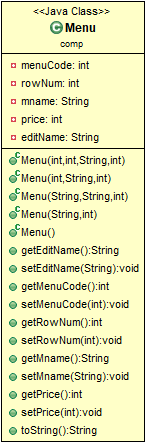 <<Java Class>>
Menu
comp
menuCode: int
rowNum: int
mname: String
price: int
editName: String
Menu(int,int,String,int)
Menu(int,String,int)
Menu(String,String,int)
Menu(String,int)
Menu()
getEditName():String
setEditName(String):void
getMenuCode():int
setMenuCode(int):void
getRowNum():int
setRowNum(int):void
getMname():String
setMname(String):void
getPrice():int
setPrice(int):void
toString():String